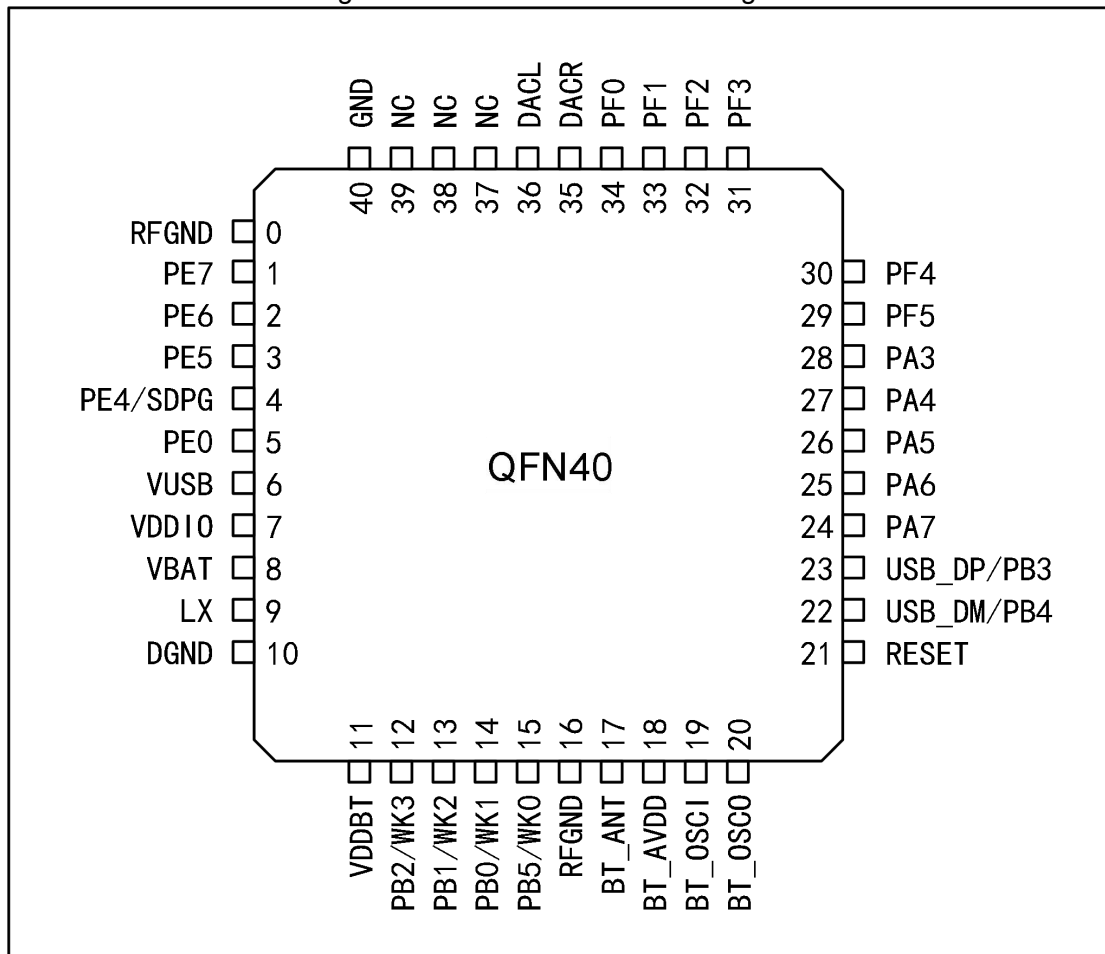 GND NC NC NC DACL DACR PF0 PF1 PF2 PF3
40 39 38 37 36 35 34 33 32 31
RFGND 0
PE7 1 30 PF4
PE6 2 29 PF5
PE5 3 28 PA3
PE4/SDPG 4 27 PA4
PE0 5 26 PA5
QFN40
VUSB 6 25 PA6
VDDIO 7 24 PA7
VBAT 8 23 USB_DP/PB3
LX 9 22 USB_DM/PB4
DGND 10 21 RESET
11 12 13 14 15 16 17 18 19 20
VDDBT PB2/WK3 PB1/WK2 PB0/WK1 PB5/WK0 RFGND BT_ANT BT_AVDD BT_OSCI BT_OSCO